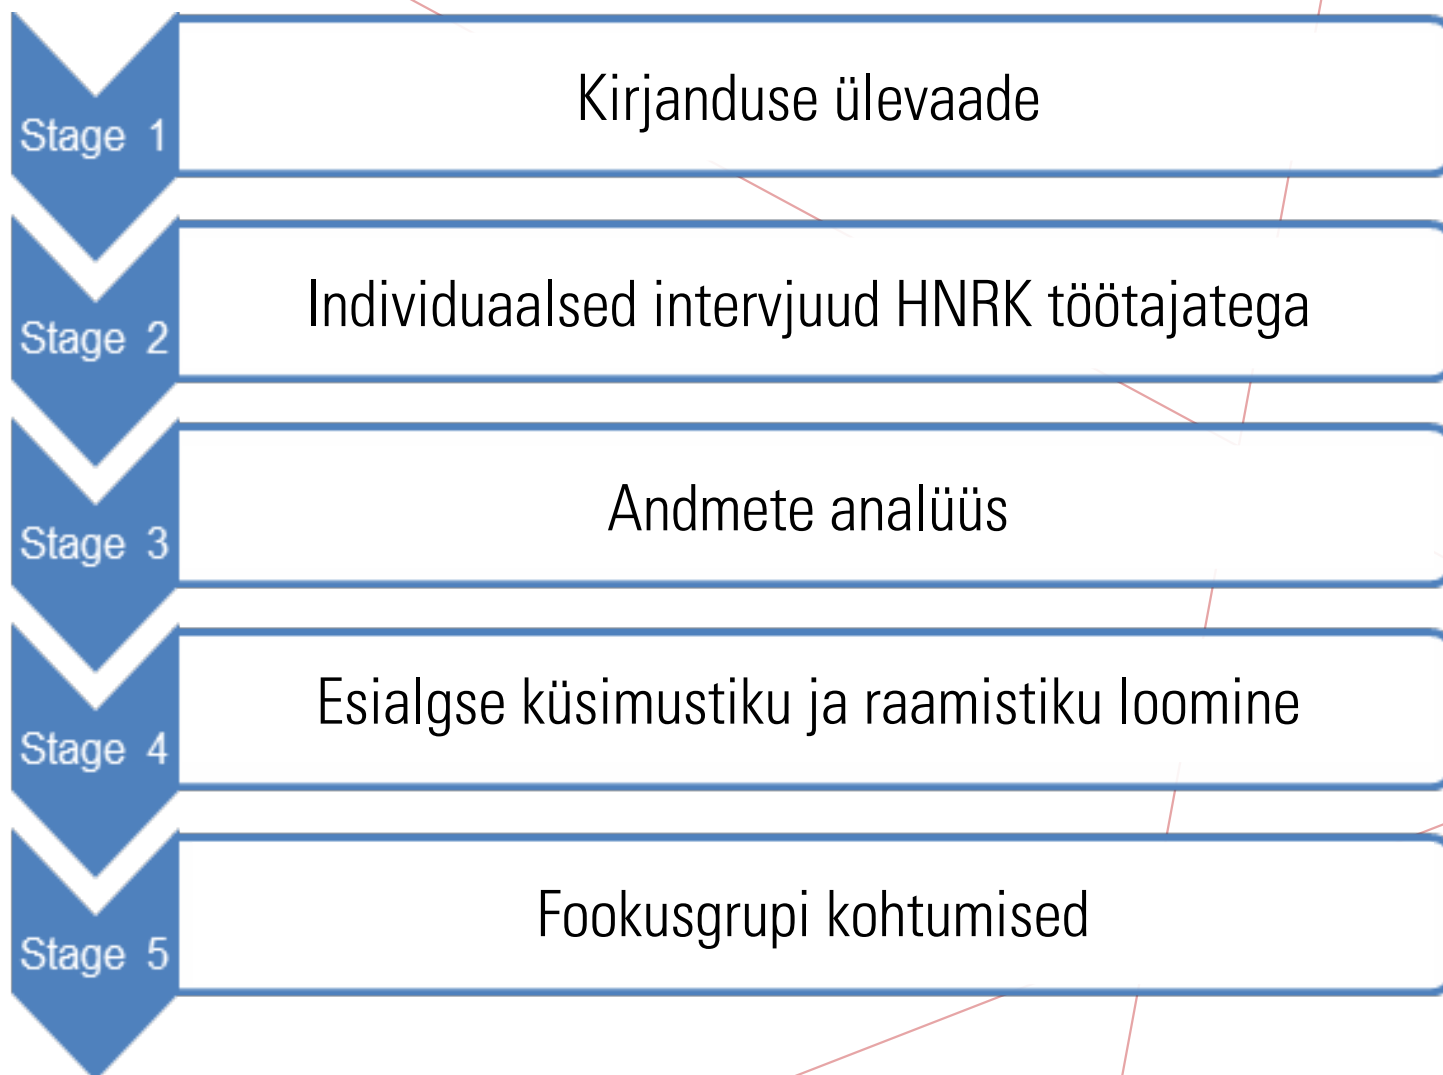 Stage 1
Kirjanduse ülevaade
Stage 2
Individuaalsed intervjuud HNRK töötajatega
Stage 3
Andmete analüüs
Stage 4
Esialgse küsimustiku ja raamistiku loomine
Stage 5
Fookusgrupi kohtumised